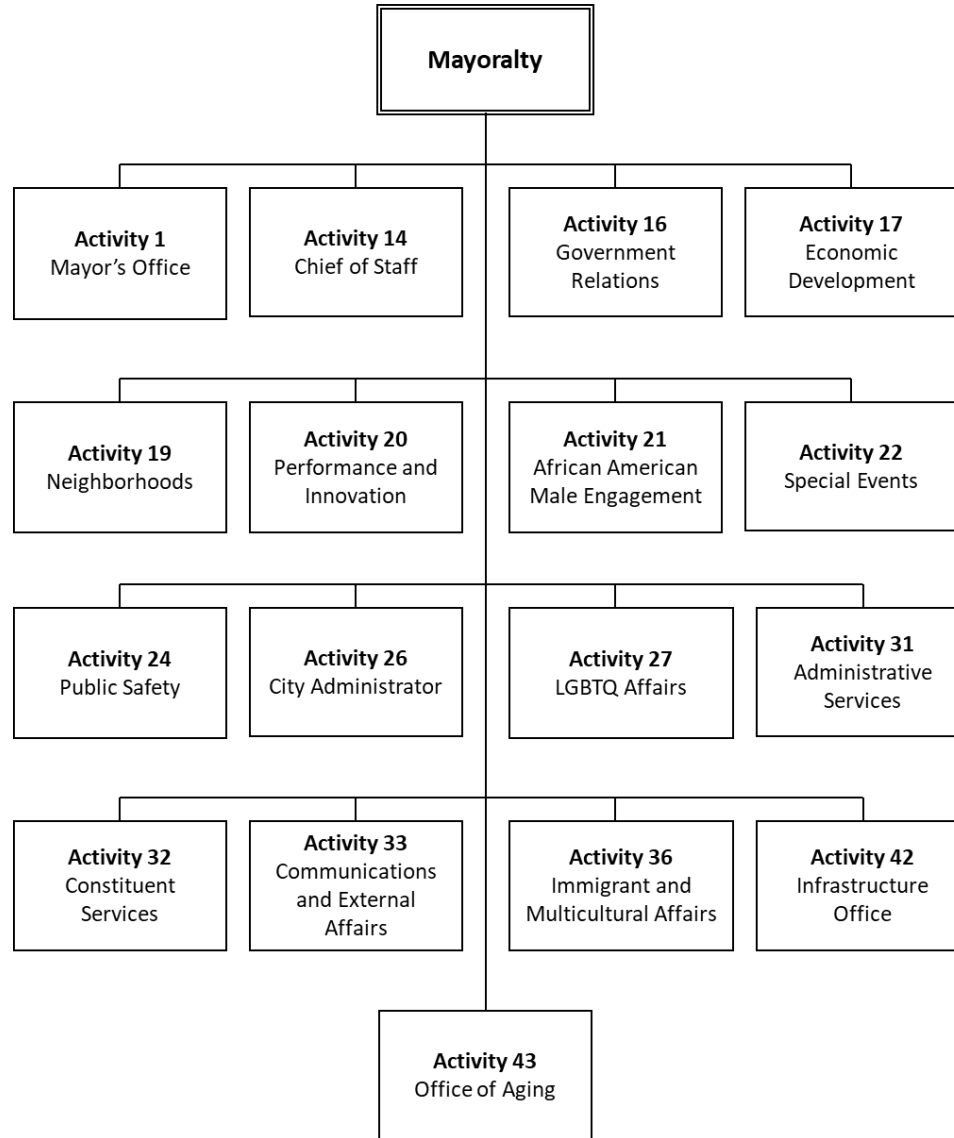 Mayoralty
Activity 1
Mayor's Office
Activity 14
Chief of Staff
Activity 16
Government
Relations
Activity 17
Economic
Development
Activity 19
Neighborhoods
Activity 20
Performance and
Innovation
Activity 21
African American
Male Engagement
Activity 22
Special Events
Activity 24
Public Safety
Activity 26
City Administrator
Activity 27
LGBTQ Affairs
Activity 31
Administrative
Services
Activity 32
Constituent
Services
Activity 33
Communications
and External
Affairs
Activity 36
Immigrant and
Multicultural Affairs
Activity 42
Infrastructure
Office
Activity 43
Office of Aging